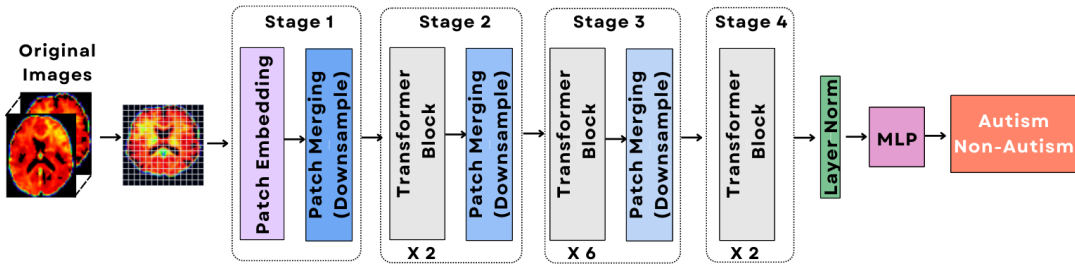 Original
Images
Stage 1
Patch Embedding
Patch Merging
(Downsample)
Stage 2
Transformer
Block
X 2
Patch Merging
(Downsample)
Stage 3
Transformer
Block
X 6
Patch Merging
(Downsample)
Stage 4
Transformer
Block
X 2
Layer Norm
MLP
Autism
Non-Autism